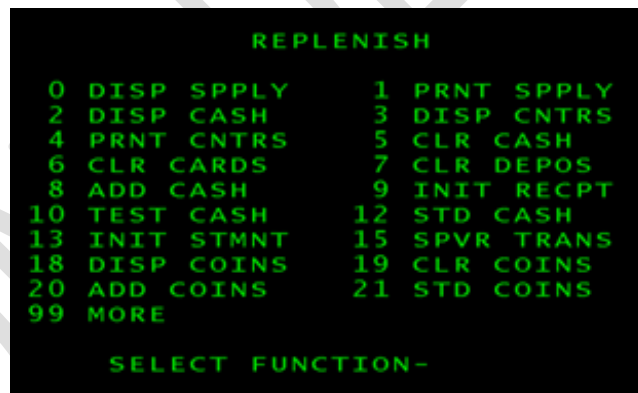 REPLENISH
0 DISP SPPLY 1 PRNT SPPLY
2 DISP CASH 3 DISP CNTRS
4 PRNT CNTRS 5 CLR CASH
6 CLR CARDS 7 CLR DEPOS
8 ADD CASH 9 INIT RECPT
10 TEST CASH 12 STD CASH
13 INIT STMNT 15 SPVR TRANS
18 DISP COINS 19 CLR COINS
20 ADD COINS 21 STD COINS
99 MORE
SELECT FUNCTION-